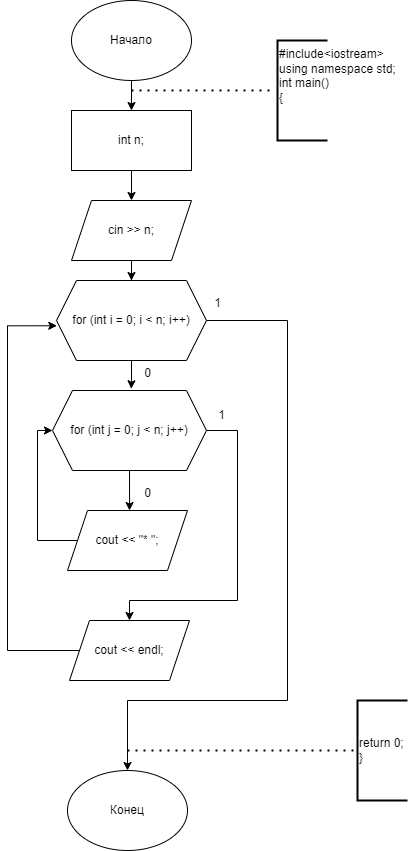 Начало
#include<iostream>
using namespace std;
int main()
{
int n;
cin >> n;
for (int i = 0; i < n; i++)
1
0
for (int j = 0; j < n; j++)
1
0
cout << "* ";
cout << endl;
return 0;
}
Конец